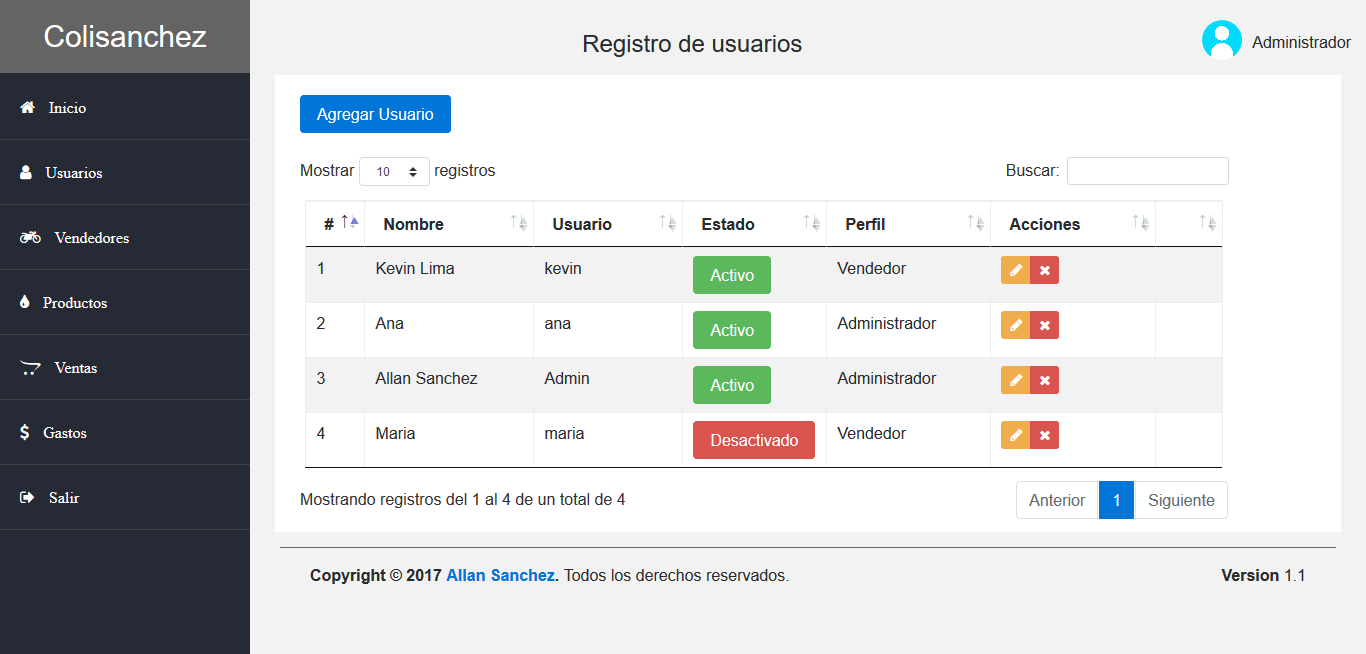 Colisanchez
Registro de usuarios
Administrador
Inicio
Usuarios
Vendedores
Productos
Ventas
Gastos
Salir
Agregar Usuario
Mostrar 10 registros
Buscar:
# Nombre Usuario Estado Perfil Acciones
1 Kevin Lima kevin Activo Vendedor
2 Ana ana Activo Administrador
3 Allan Sanchez Admin Activo Administrador
4 Maria maria Desactivado Vendedor
Mostrando registros del 1 al 4 de un total de 4
Anterior 1 Siguiente
Copyright © 2017 Allan Sanchez. Todos los derechos reservados.
Version 1.1